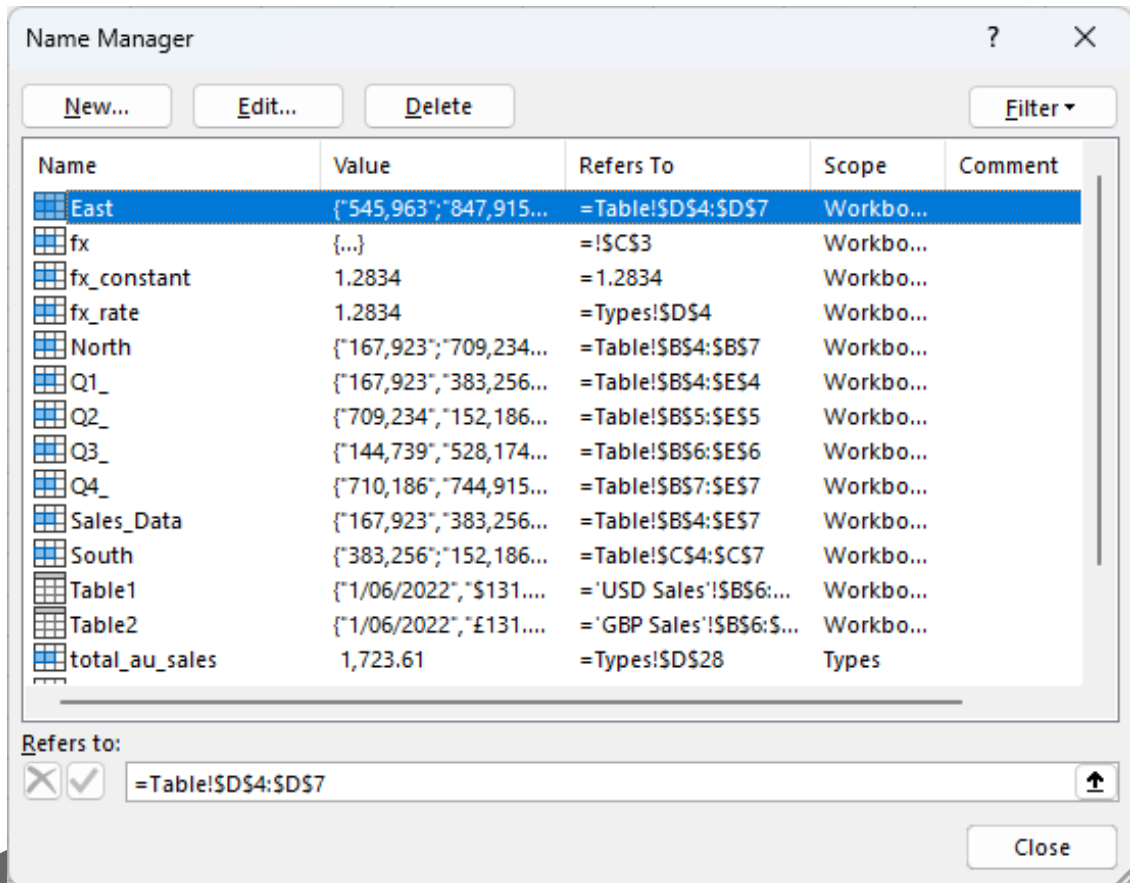 Name Manager ? ×
New... Edit... Delete Filter
Name Value Refers To Scope Comment
East {"545,963";"847,915... =Table!$D$4:$D$7 Workbo...
fx {...} =!$C$3 Workbo...
fx_constant 1.2834 =1.2834 Workbo...
fx_rate 1.2834 =Types!$D$4 Workbo...
North {"167,923";"709,234... =Table!$B$4:$B$7 Workbo...
Q1_ {"167,923","383,256... =Table!$B$4:$E$4 Workbo...
Q2_ {"709,234","152,186... =Table!$B$5:$E$5 Workbo...
Q3_ {"144,739","528,174... =Table!$B$6:$E$6 Workbo...
Q4_ {"710,186","744,915... =Table!$B$7:$E$7 Workbo...
Sales_Data {"167,923","383,256... =Table!$B$4:$E$7 Workbo...
South {"383,256";"152,186... =Table!$C$4:$C$7 Workbo...
Table1 {"1/06/2022","$131.... ='USD Sales'!$B$6:... Workbo...
Table2 {"1/06/2022","£131.... ='GBP Sales'!$B$6:$... Workbo...
total_au_sales 1,723.61 =Types!$D$28 Types
Refers to:
=Table!$D$4:$D$7
Close